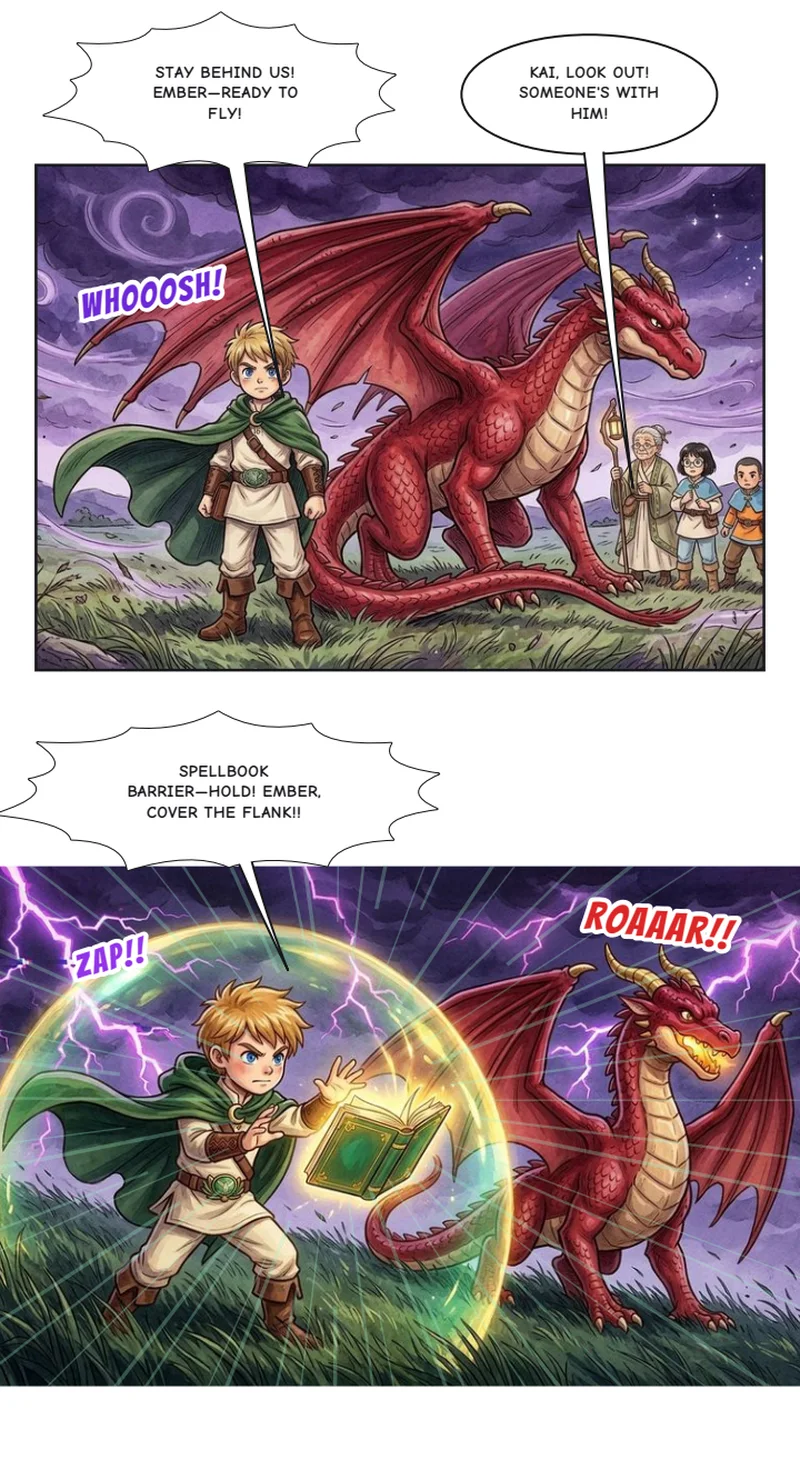 STAY BEHIND US!
EMBER—READY TO
FLY!
KAI, LOOK OUT!
SOMEONE'S WITH
HIM!
WHOOOSH!
SPELLBOOK
BARRIER—HOLD! EMBER,
COVER THE FLANK!!
ZAP!!
ROAAAR!!